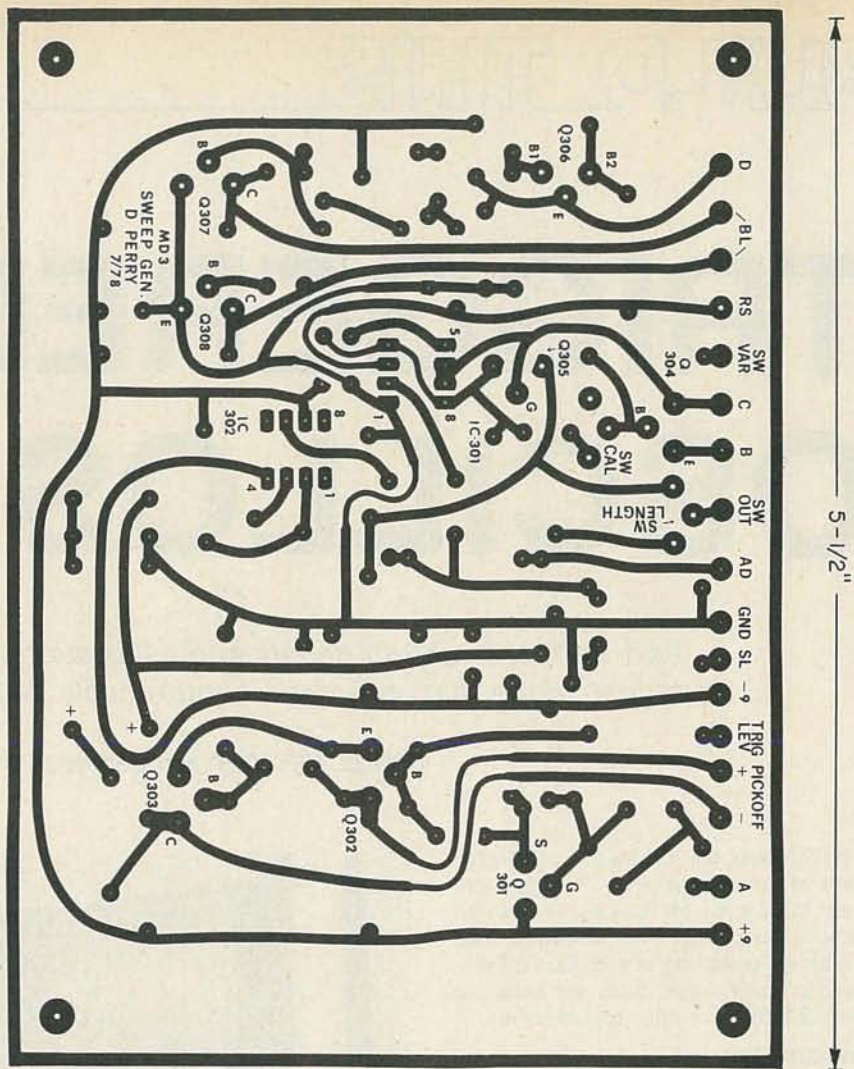 5-1/2"
D
/BL\
RS
SW
VAR
C
B
SW
OUT
AD
GND
SL
-9
TRIG
LEV
+
PICKOFF
-
A
+9
Q306
B1
B2
E
B
Q307
C
MD3
SWEEP GEN
D PERRY
7/78
B
C
E
Q308
5
8
1
IC-301
Q305
G
Q
304
B
E
SW
CAL
SW
LENGTH
IC
302
8
4
1
+
+
E
B
B
Q303
C
Q302
S
Q
301
G